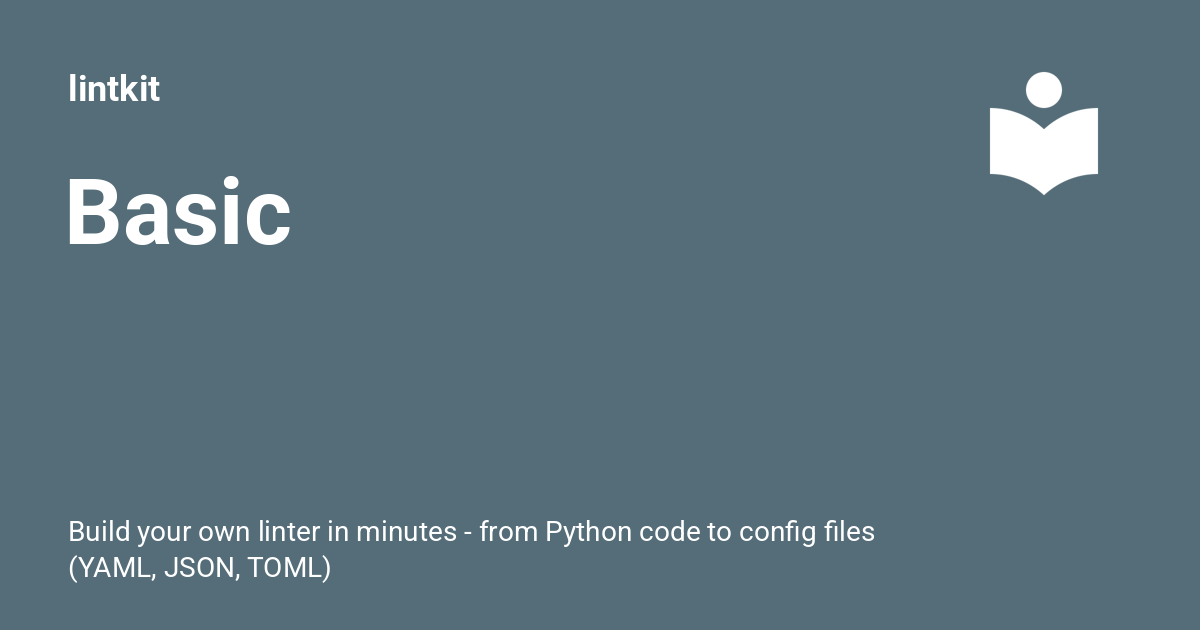 lintkit
Basic
Build your own linter in minutes - from Python code to config files
(YAML, JSON, TOML)